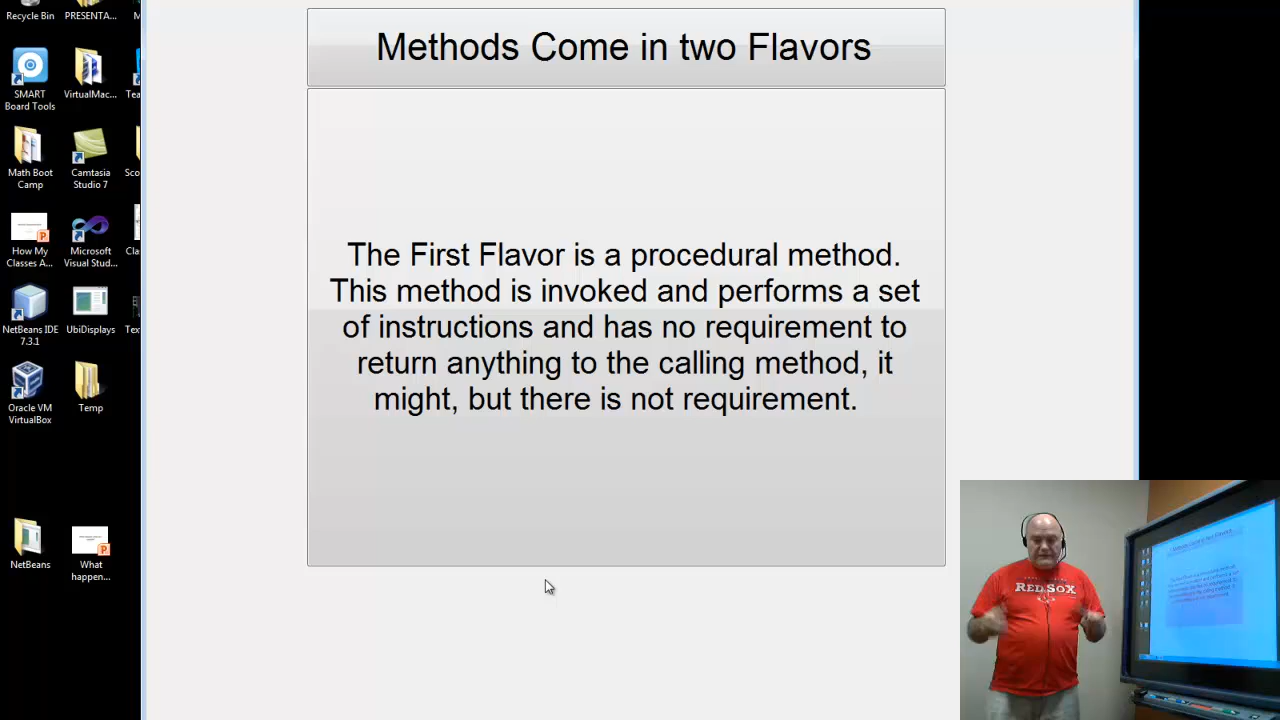 Methods Come in two Flavors
The First Flavor is a procedural method.
This method is invoked and performs a set
of instructions and has no requirement to
return anything to the calling method, it
might, but there is not requirement.
Recycle Bin
PRESENTA...
SMART
Board Tools
VirtualMac...
Tea
Math Boot
Camp
Camtasia
Studio 7
Sco
How My
Classes A...
Microsoft
Visual Stud...
Cla
NetBeans IDE
7.3.1
UbiDisplays
Text
Oracle VM
VirtualBox
Temp
NetBeans
What
happen...
RED SOX